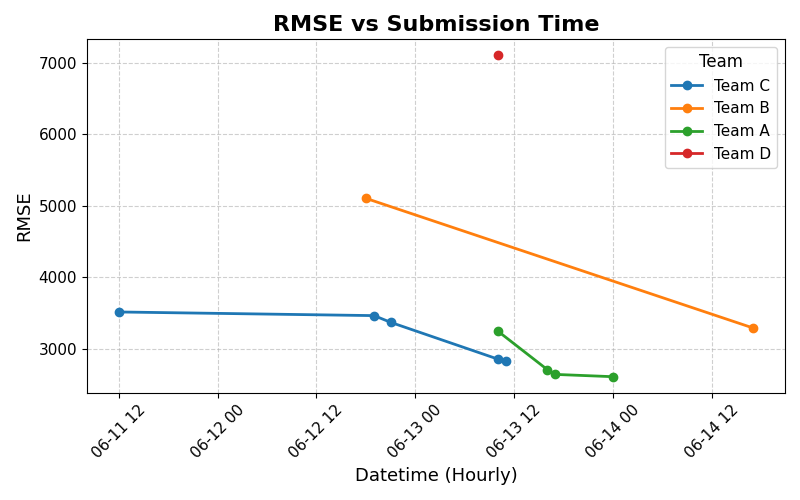 RMSE vs Submission Time
RMSE
7000
6000
5000
4000
3000
Team
Team C
Team B
Team A
Team D
06-11 12
06-12 00
06-12 12
06-13 00
06-13 12
06-14 00
06-14 12
Datetime (Hourly)